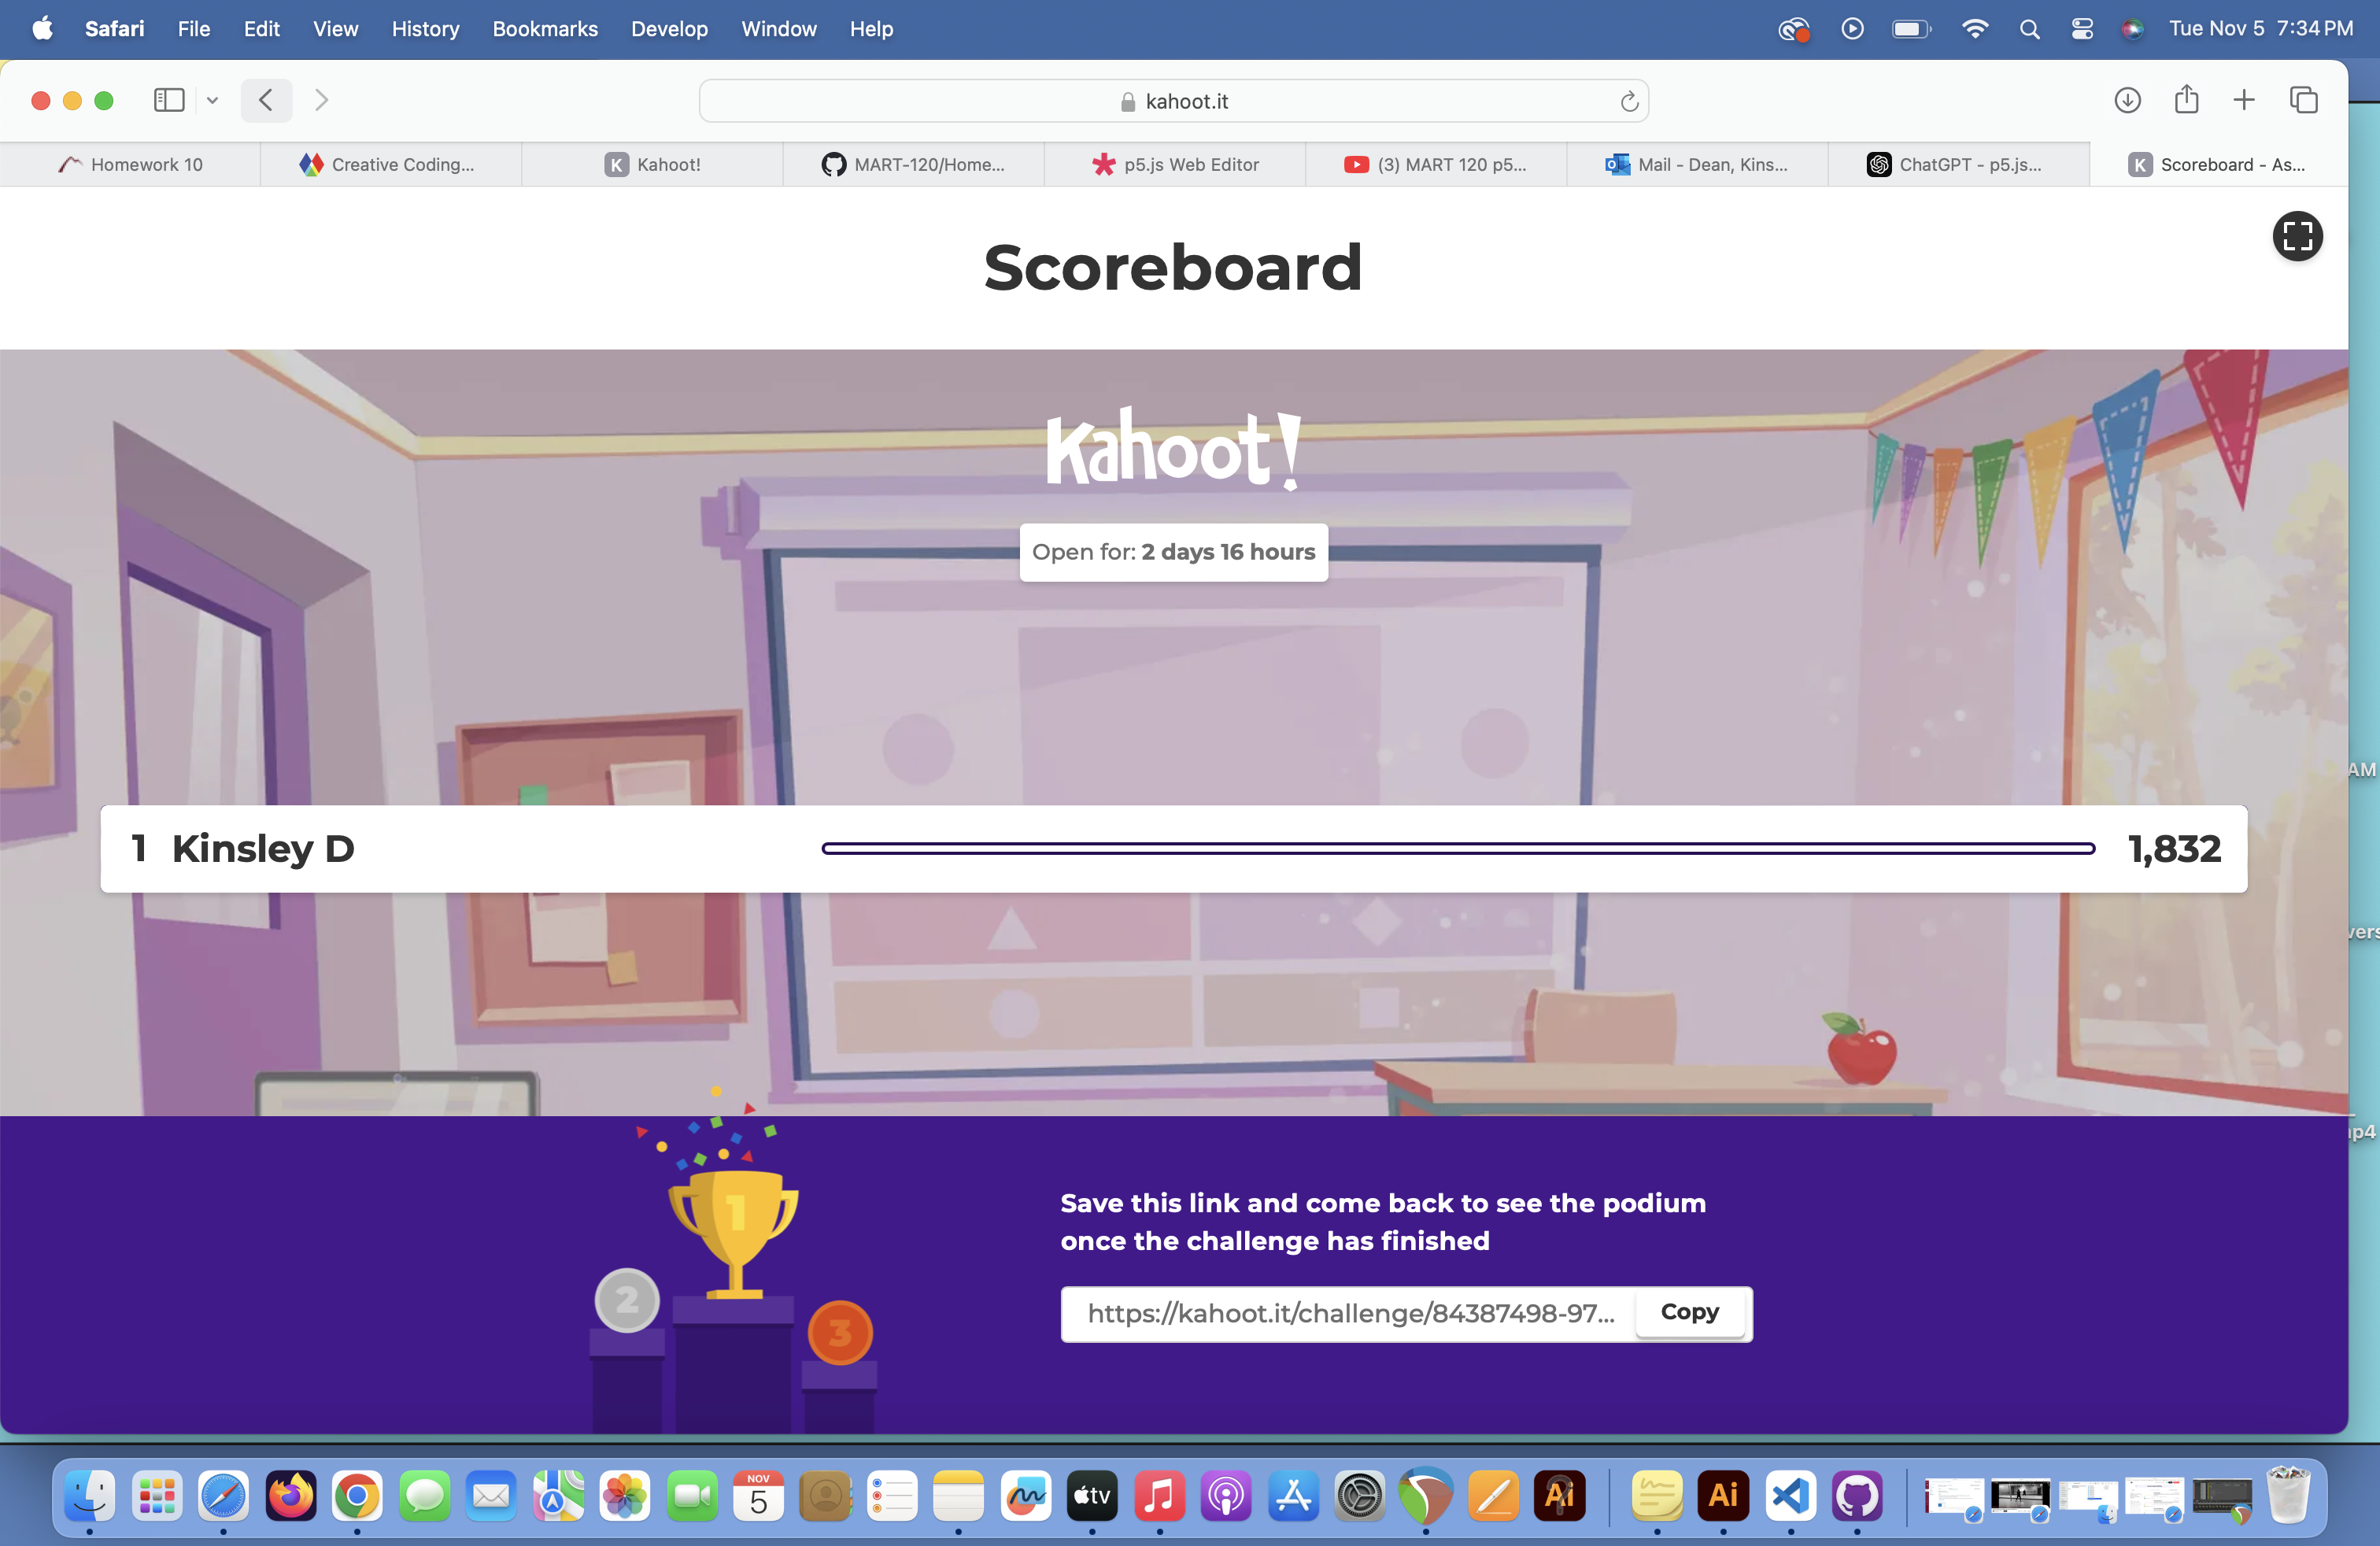 Safari File Edit View History Bookmarks Develop Window Help Tue Nov 5 7:34 PM
kahoot.it
Homework 10
Creative Coding...
K Kahoot!
MART-120/Home...
p5.js Web Editor
(3) MART 120 p5...
Mail - Dean, Kins...
ChatGPT - p5.js...
K Scoreboard - As...
Scoreboard
Kahoot!
Open for: 2 days 16 hours
1 Kinsley D 1,832
AM
vers
1
2
3
Save this link and come back to see the podium
once the challenge has finished
https://kahoot.it/challenge/84387498-97... Copy
NOV
5
tv
Ai
Ai